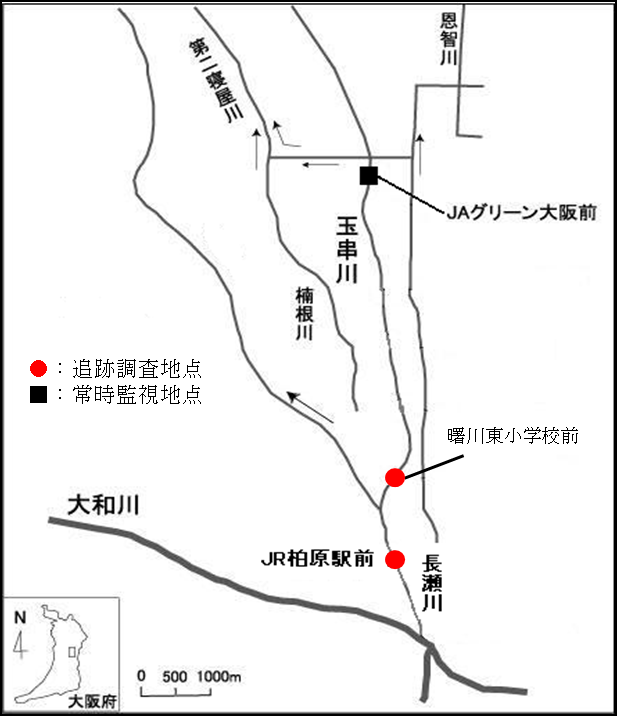 恩智川
第二寝屋川
JAグリーン大阪前
玉串川
楠根川
：追跡調査地点
：常時監視地点
曙川東小学校前
大和川
JR柏原駅前
長瀬川
N
大阪府
0 500 1000m